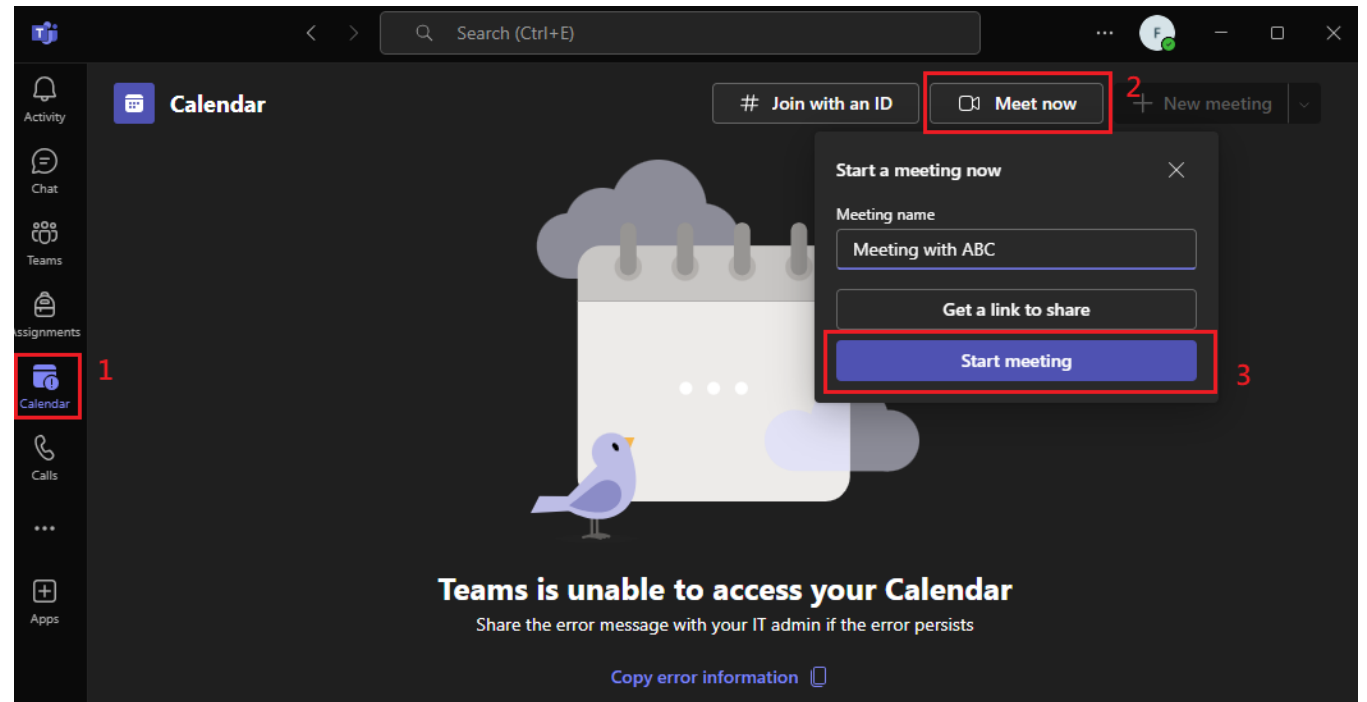 Search (Ctrl+E)
F
Activity
Calendar
# Join with an ID
Meet now
2
+ New meeting
Chat
Start a meeting now
Meeting name
Teams
Meeting with ABC
Assignments
Get a link to share
1
Start meeting
3
Calendar
Calls
Teams is unable to access your Calendar
Apps
Share the error message with your IT admin if the error persists
Copy error information